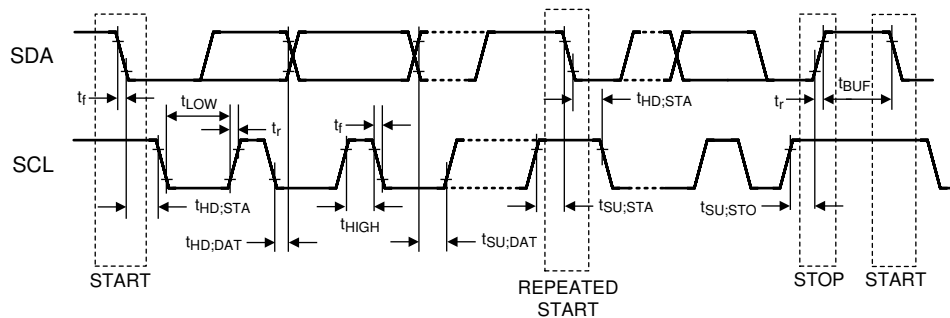 SDA
t_f
t_LOW
t_r
t_f
t_HD;STA
t_r
t_BUF
SCL
t_HD;STA
t_HD;DAT
t_HIGH
t_SU;DAT
t_SU;STA
t_SU;STO
START
REPEATED
START
STOP
START